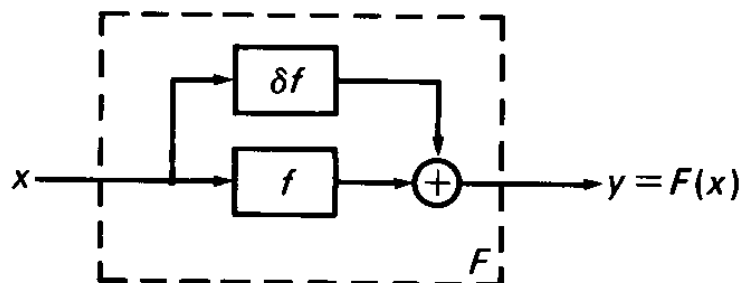 δf
x
f
+
y = F(x)
F